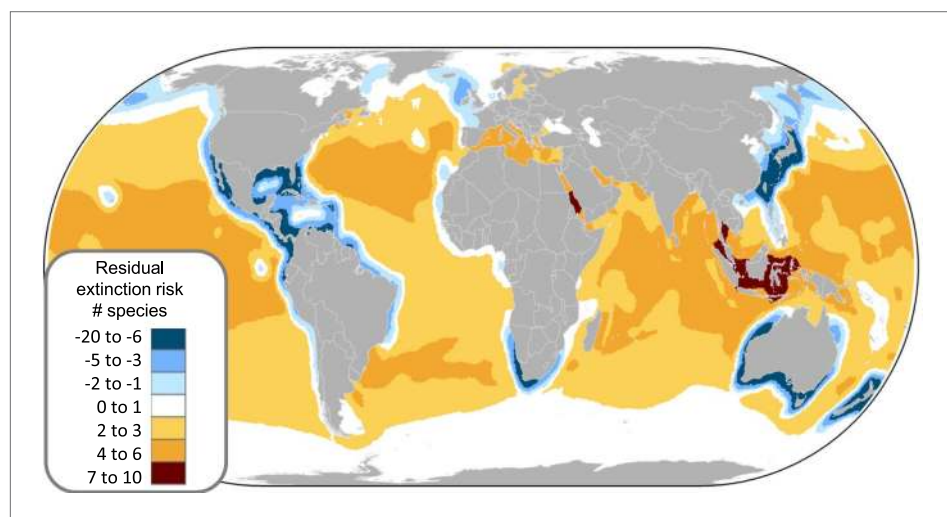 Residual
extinction risk
# species
-20 to -6
-5 to -3
-2 to -1
0 to 1
2 to 3
4 to 6
7 to 10